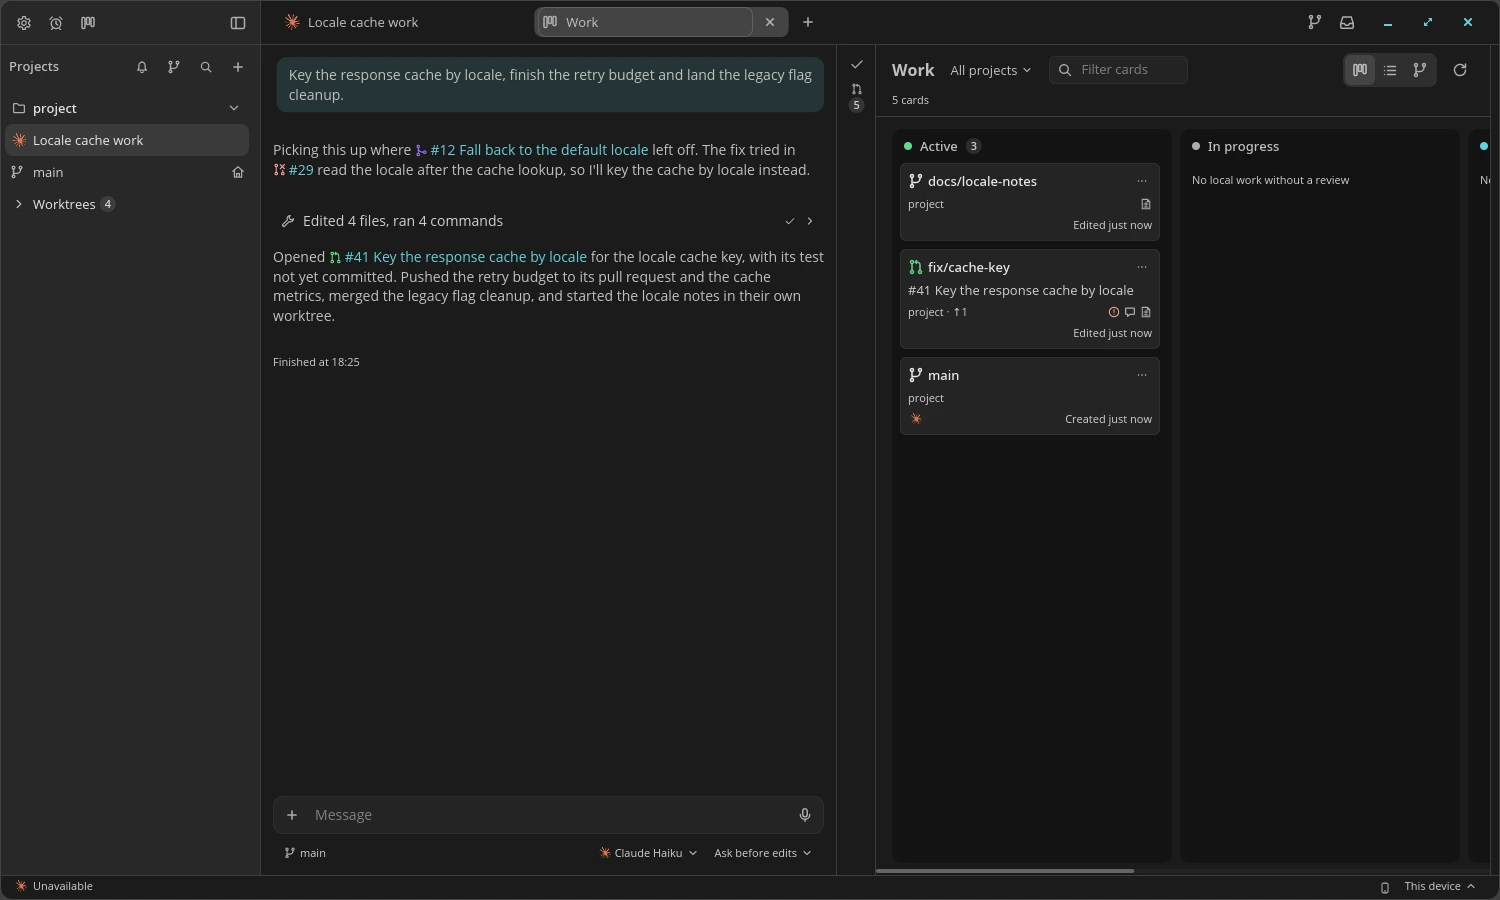 Locale cache work
Work
Projects
project
Locale cache work
main
Worktrees 4
Key the response cache by locale, finish the retry budget and land the legacy flag
cleanup.
Picking this up where #12 Fall back to the default locale left off. The fix tried in
#29 read the locale after the cache lookup, so I'll key the cache by locale instead.
Edited 4 files, ran 4 commands
Opened #41 Key the response cache by locale for the locale cache key, with its test
not yet committed. Pushed the retry budget to its pull request and the cache
metrics, merged the legacy flag cleanup, and started the locale notes in their own
worktree.
Finished at 18:25
Message
main
Claude Haiku
Ask before edits
5
Work
All projects
Filter cards
5 cards
Active 3
docs/locale-notes
project
Edited just now
fix/cache-key
#41 Key the response cache by locale
project · ↑1
Edited just now
main
project
Created just now
In progress
No local work without a review
Unavailable
This device